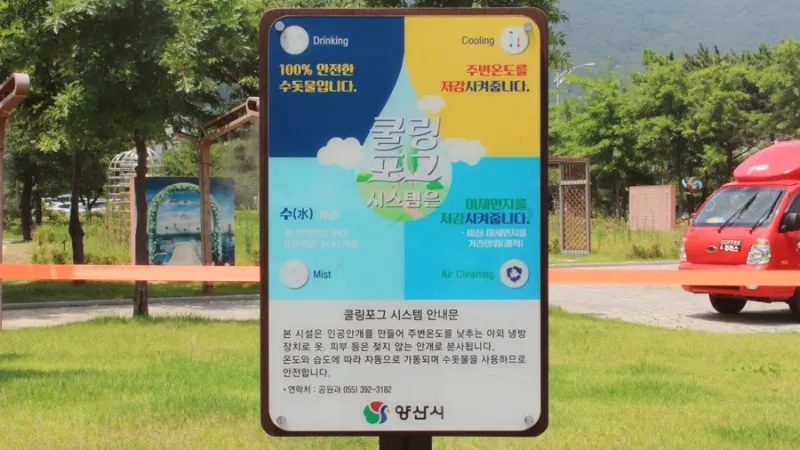 Drinking
100% 안전한
수돗물입니다.
Cooling
주변온도를
저감시켜줍니다.
쿨링
포그
시스템은
수(水)
Mist
미세먼지를
저감시켜줍니다.
Air Cleaning
쿨링포그 시스템 안내문
본 시설은 인공안개를 만들어 주변온도를 낮추는 야외 냉방
장치로 옷, 피부 등은 젖지 않는 안개로 분사됩니다.
온도와 습도에 따라 자동으로 가동되며 수돗물을 사용하므로
안전합니다.
• 연락처 : 공원과 055) 392-3182
양산시
COFFEE